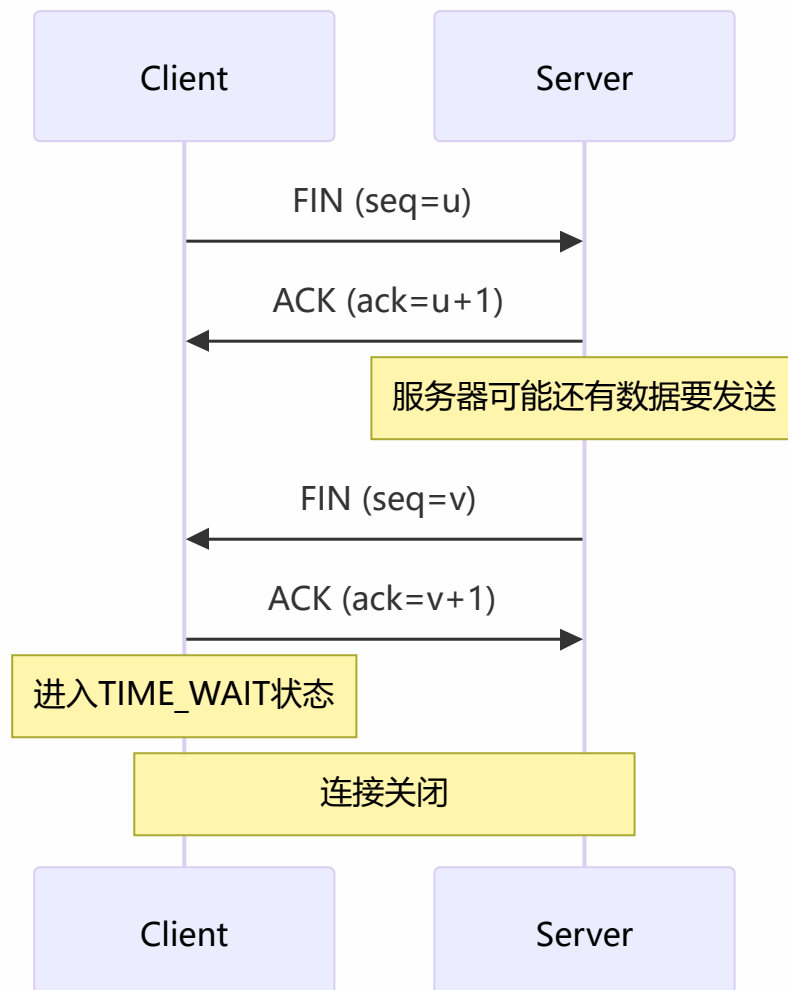 Client
Server
FIN (seq=u)
ACK (ack=u+1)
服务器可能还有数据要发送
FIN (seq=v)
ACK (ack=v+1)
进入TIME_WAIT状态
连接关闭
Client
Server